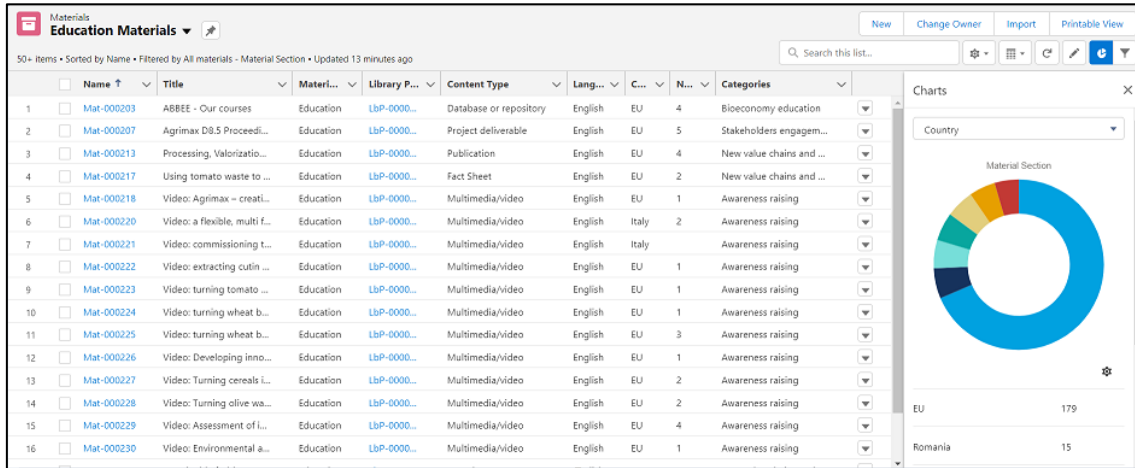 Materials
Education Materials
New Change Owner Import Printable View
50+ items • Sorted by Name • Filtered by All materials - Material Section • Updated 13 minutes ago
Search this list...
Name ↑ Title Materi... Library P... Content Type Lang... C... N... Categories
1 Mat-000203 ABBEE - Our courses Education LbP-0000... Database or repository English EU 4 Bioeconomy education
2 Mat-000207 Agrimax D8.5 Proceedi... Education LbP-0000... Project deliverable English EU 5 Stakeholders engagem...
3 Mat-000213 Processing, Valorizatio... Education LbP-0000... Publication English EU 4 New value chains and ...
4 Mat-000217 Using tomato waste to ... Education LbP-0000... Fact Sheet English EU 2 New value chains and ...
5 Mat-000218 Video: Agrimax – creati... Education LbP-0000... Multimedia/video English EU 1 Awareness raising
6 Mat-000220 Video: a flexible, multi f... Education LbP-0000... Multimedia/video English Italy 2 Awareness raising
7 Mat-000221 Video: commissioning t... Education LbP-0000... Multimedia/video English Italy Awareness raising
8 Mat-000222 Video: extracting cutin ... Education LbP-0000... Multimedia/video English EU 1 Awareness raising
9 Mat-000223 Video: turning tomato ... Education LbP-0000... Multimedia/video English EU 1 Awareness raising
10 Mat-000224 Video: turning wheat b... Education LbP-0000... Multimedia/video English EU 1 Awareness raising
11 Mat-000225 Video: turning wheat b... Education LbP-0000... Multimedia/video English EU 3 Awareness raising
12 Mat-000226 Video: Developing inno... Education LbP-0000... Multimedia/video English EU 1 Awareness raising
13 Mat-000227 Video: Turning cereals i... Education LbP-0000... Multimedia/video English EU 2 Awareness raising
14 Mat-000228 Video: Turning olive wa... Education LbP-0000... Multimedia/video English EU 2 Awareness raising
15 Mat-000229 Video: Assessment of i... Education LbP-0000... Multimedia/video English EU 4 Awareness raising
16 Mat-000230 Video: Environmental a... Education LbP-0000... Multimedia/video English EU 1 Awareness raising
Charts
Country
Material Section
EU 179
Romania 15